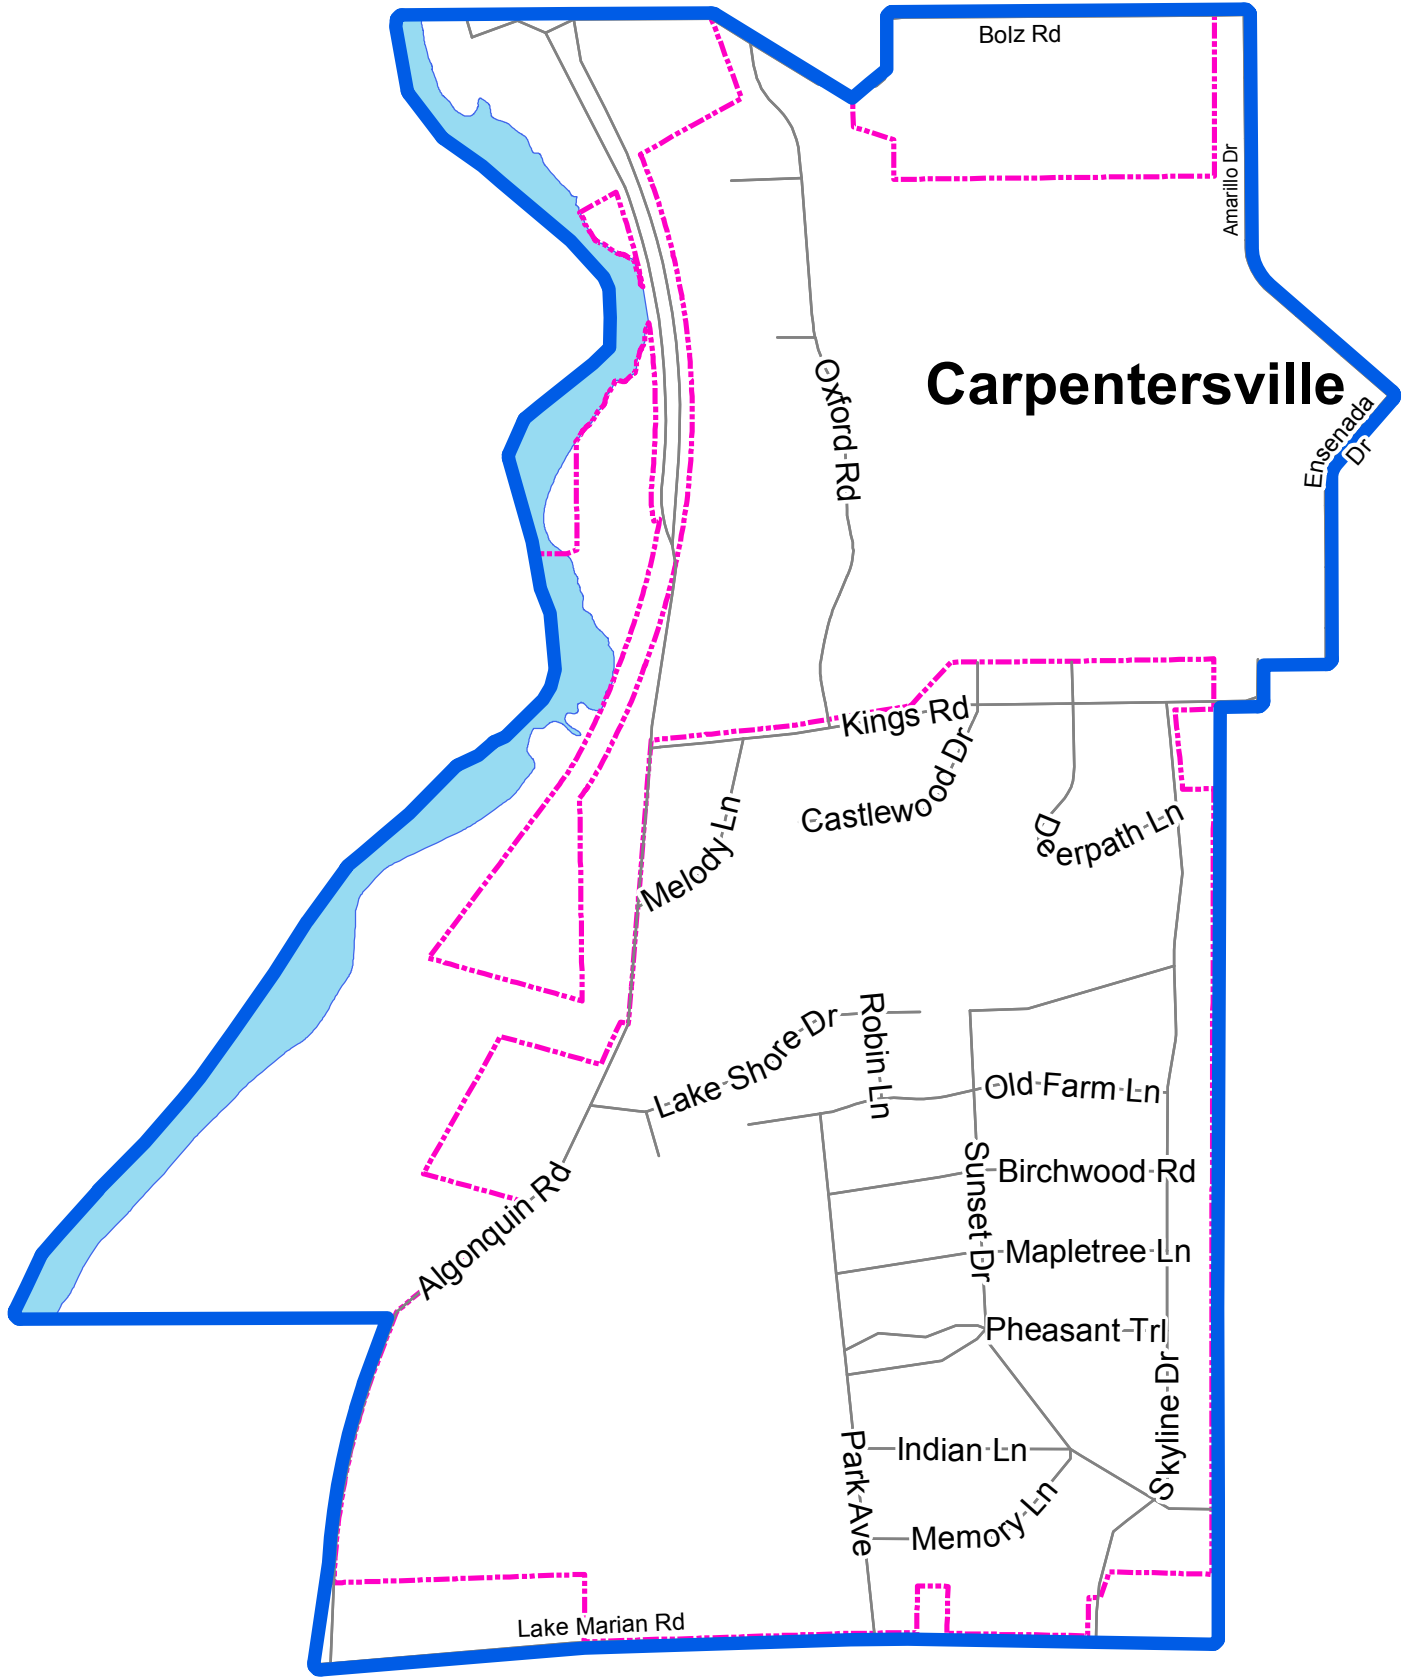 Bolz Rd
Amarillo Dr
Carpentersville
Oxford Rd
Ensenada
Dr
Kings Rd
Castlewood Dr
Melody Ln
Deerpath Ln
Lake Shore Dr
Robin Ln
Old Farm Ln
Sunset Dr
Birchwood Rd
Algonquin Rd
Mapletree Ln
Pheasant Trl
Skyline Dr
Park Ave
Indian Ln
Memory Ln
Lake Marian Rd